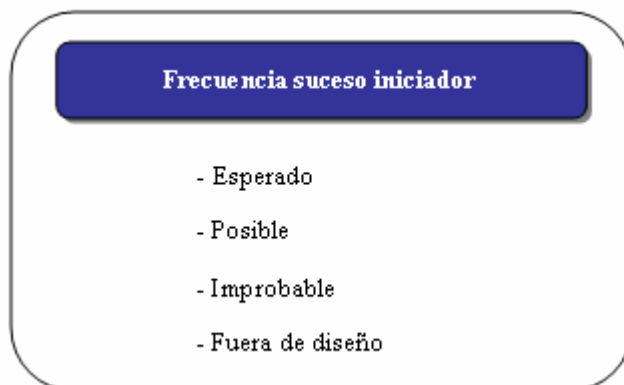 Frecuencia suceso iniciador
- Esperado
- Posible
- Improbable
- Fuera de diseño